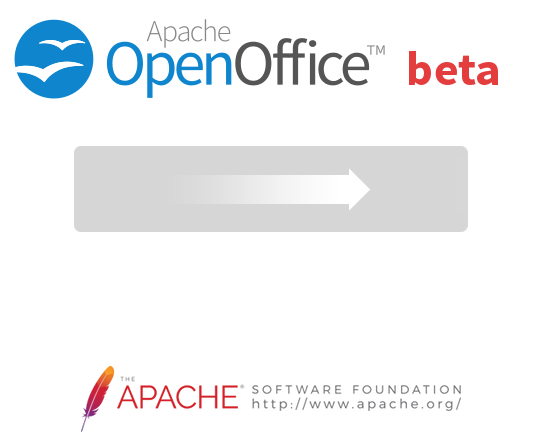 Apache
OpenOffice™ beta
THE
APACHE® SOFTWARE FOUNDATION
http://www.apache.org/